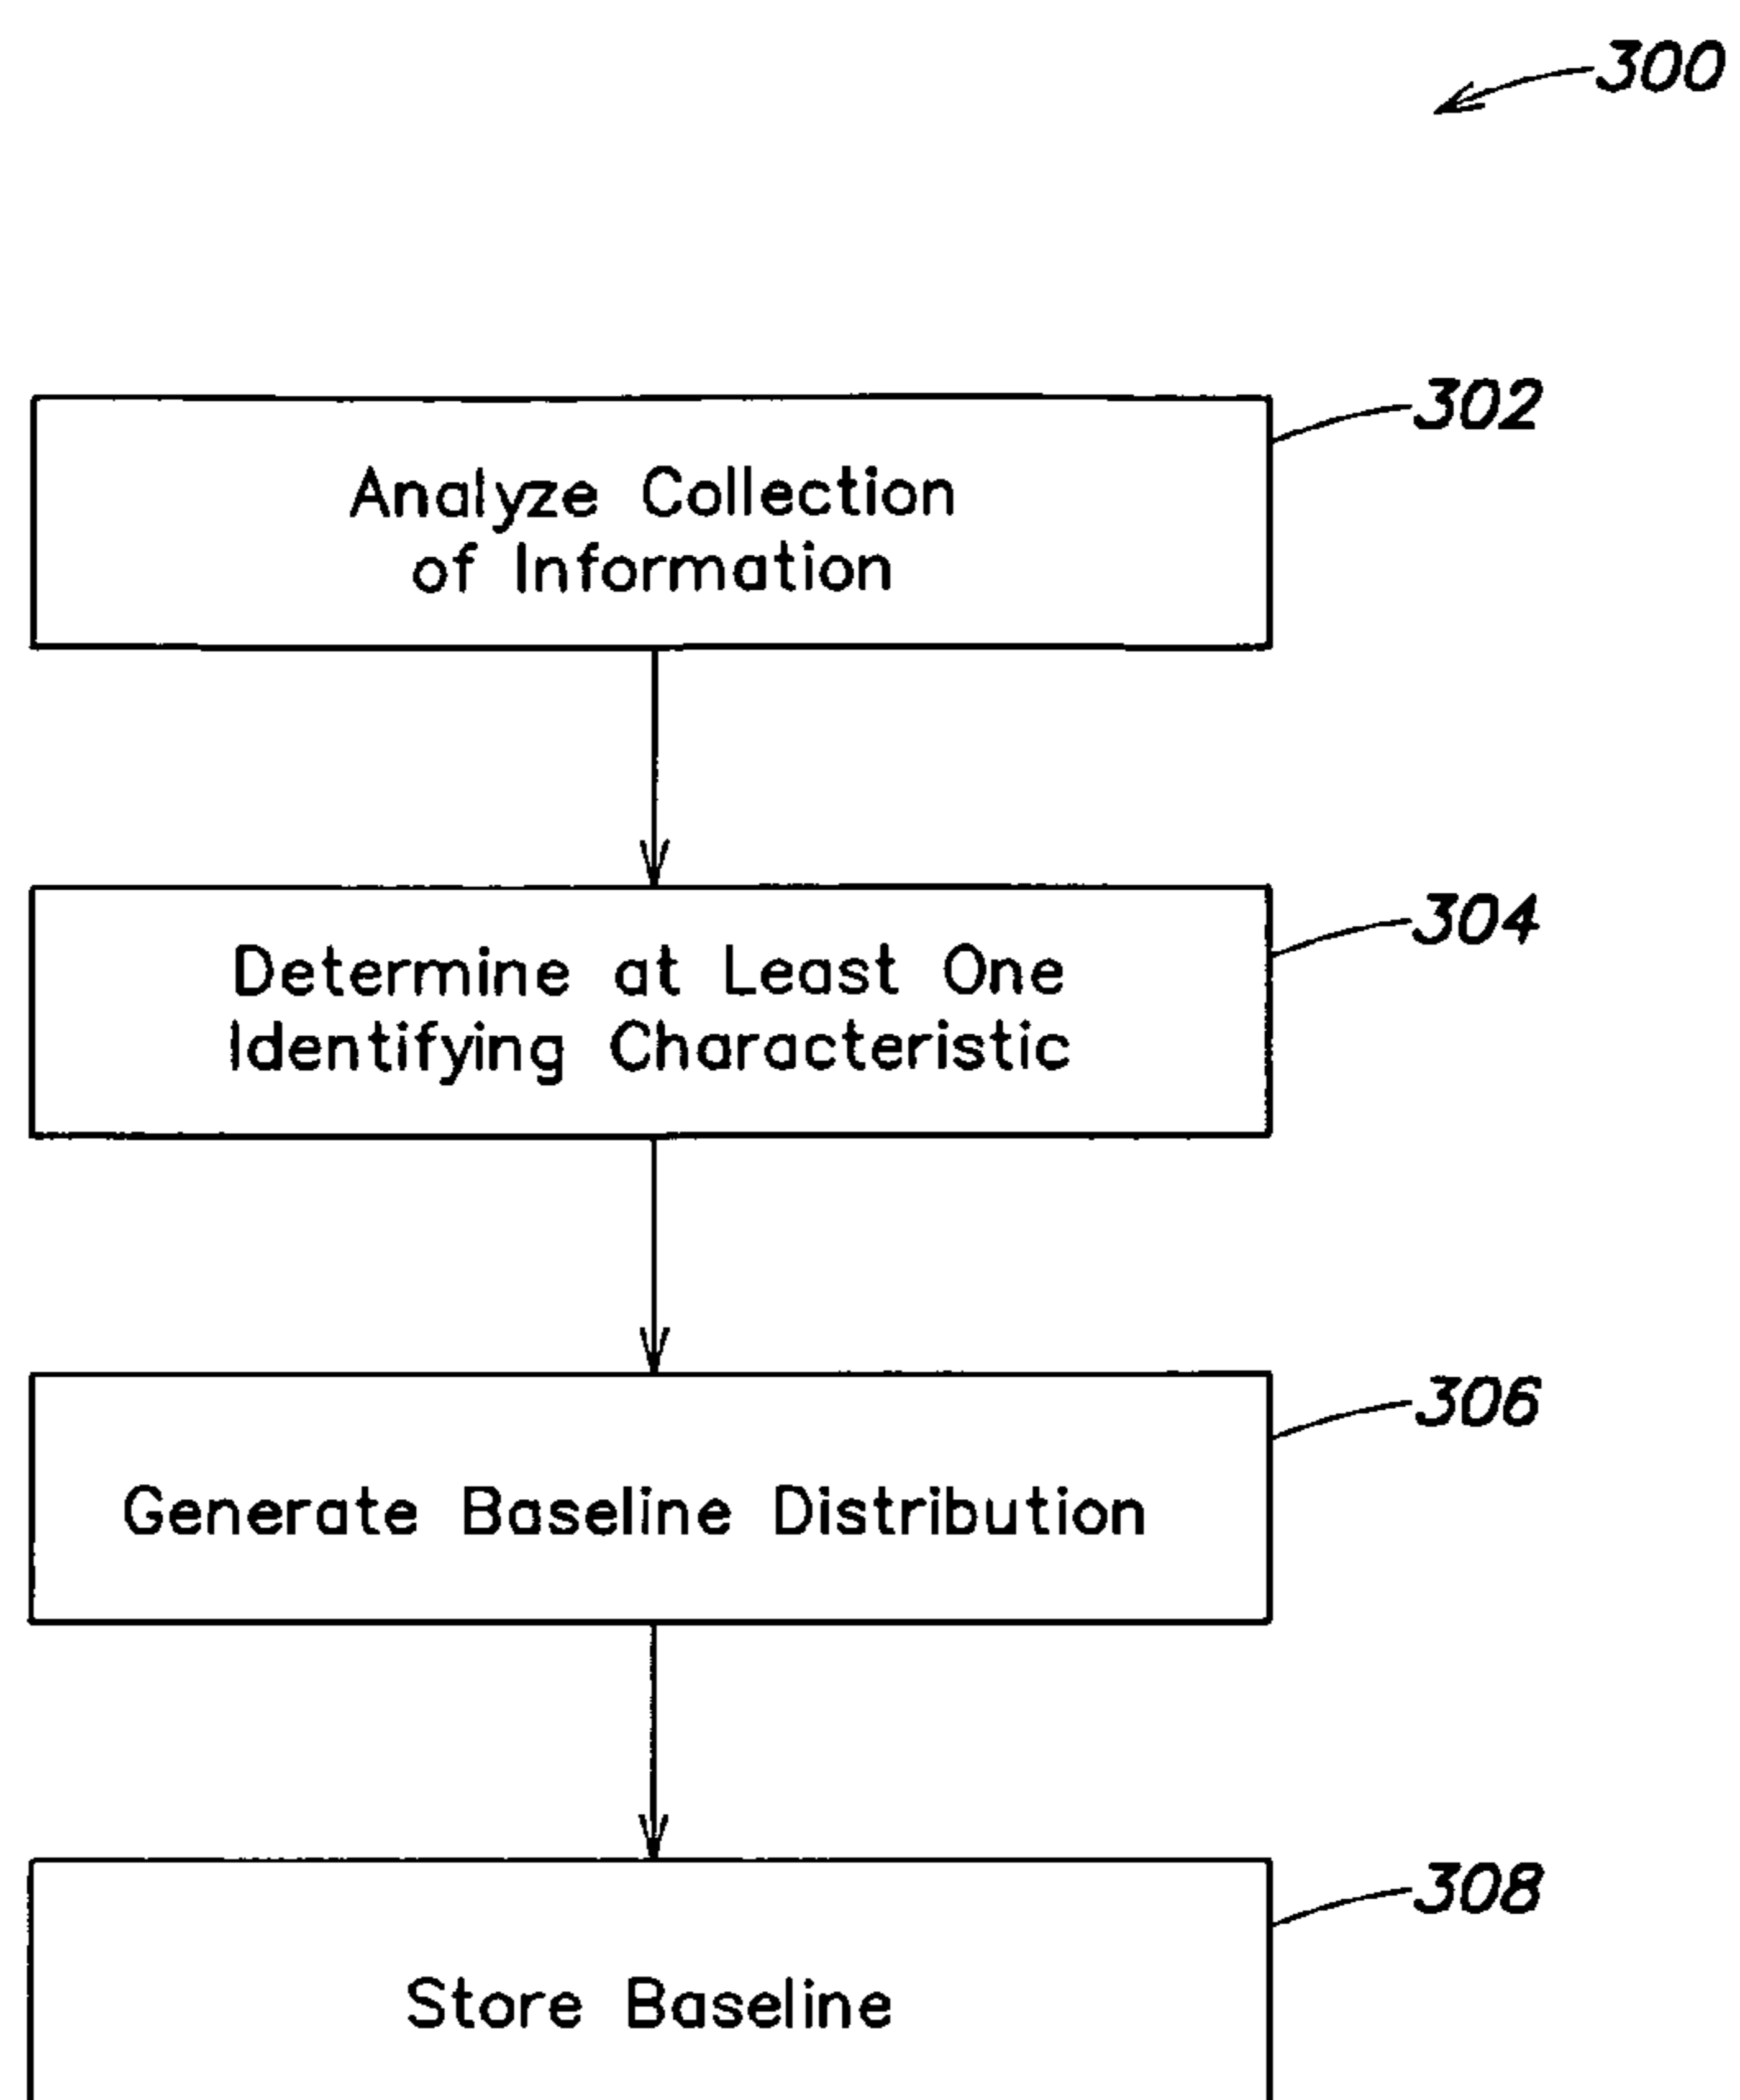 300
302
Analyze Collection
of Information
304
Determine at Least One
Identifying Characteristic
306
Generate Baseline Distribution
308
Store Baseline